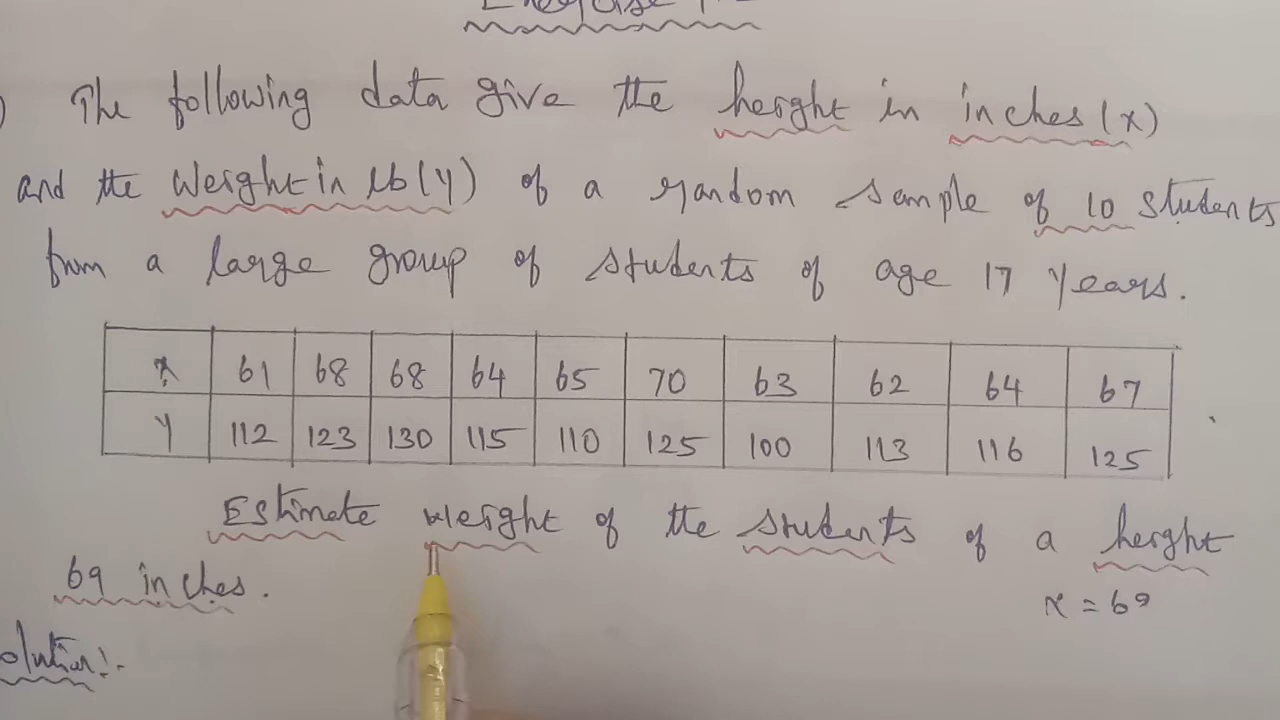 ) The following data give the height in inches (x)
and the Weight in lb (y) of a random sample of 10 students
from a large group of students of age 17 years.
x 61 68 68 64 65 70 63 62 64 67
y 112 123 130 115 110 125 100 113 116 125
Estimate weight of the students of a height
69 inches.
x = 69
olution:-